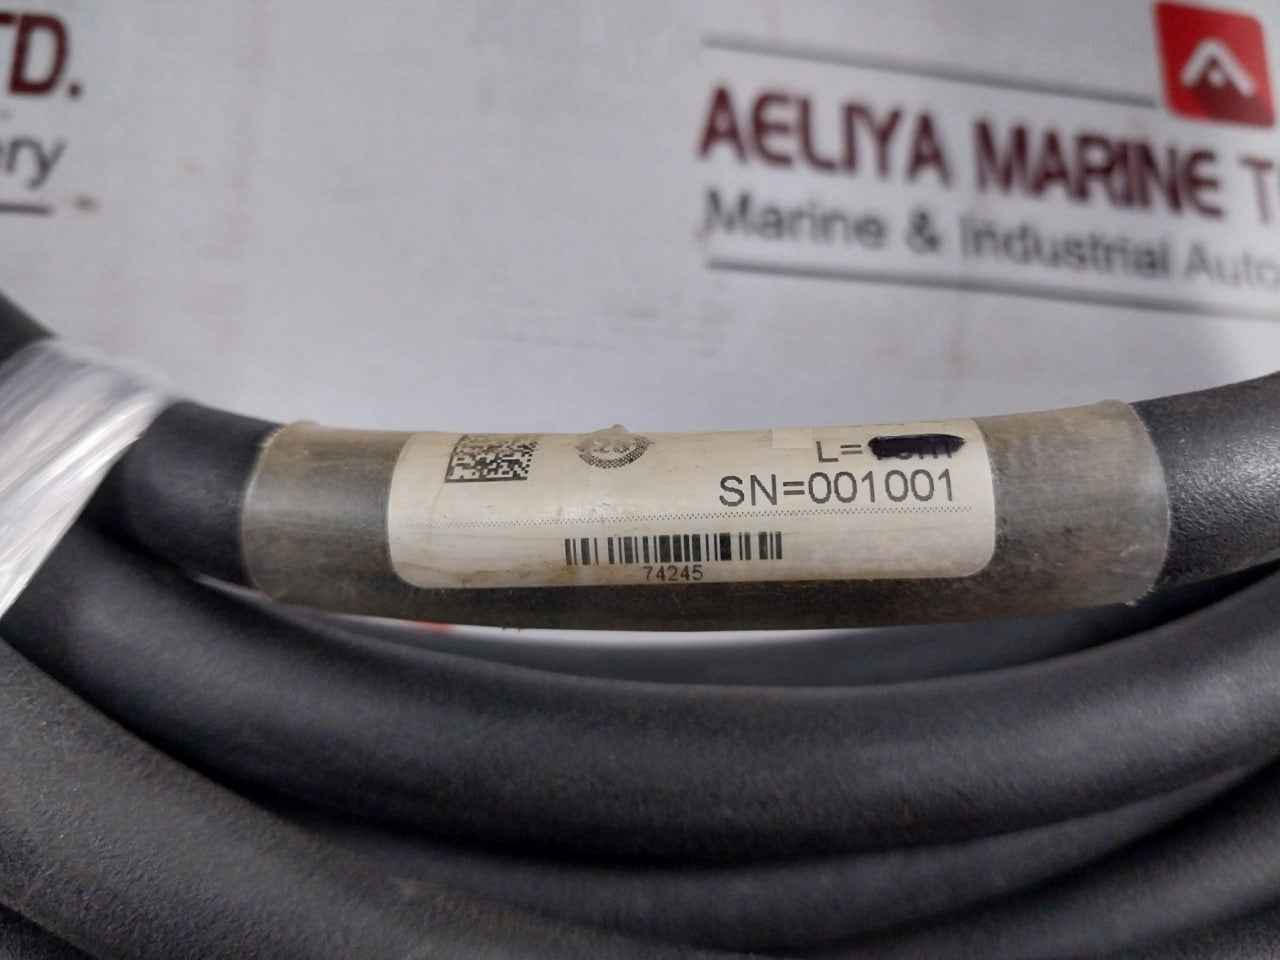 TD.
ery
AELIYA MARINE T
Marine & Industrial Auto
L=
SN=001001
74245